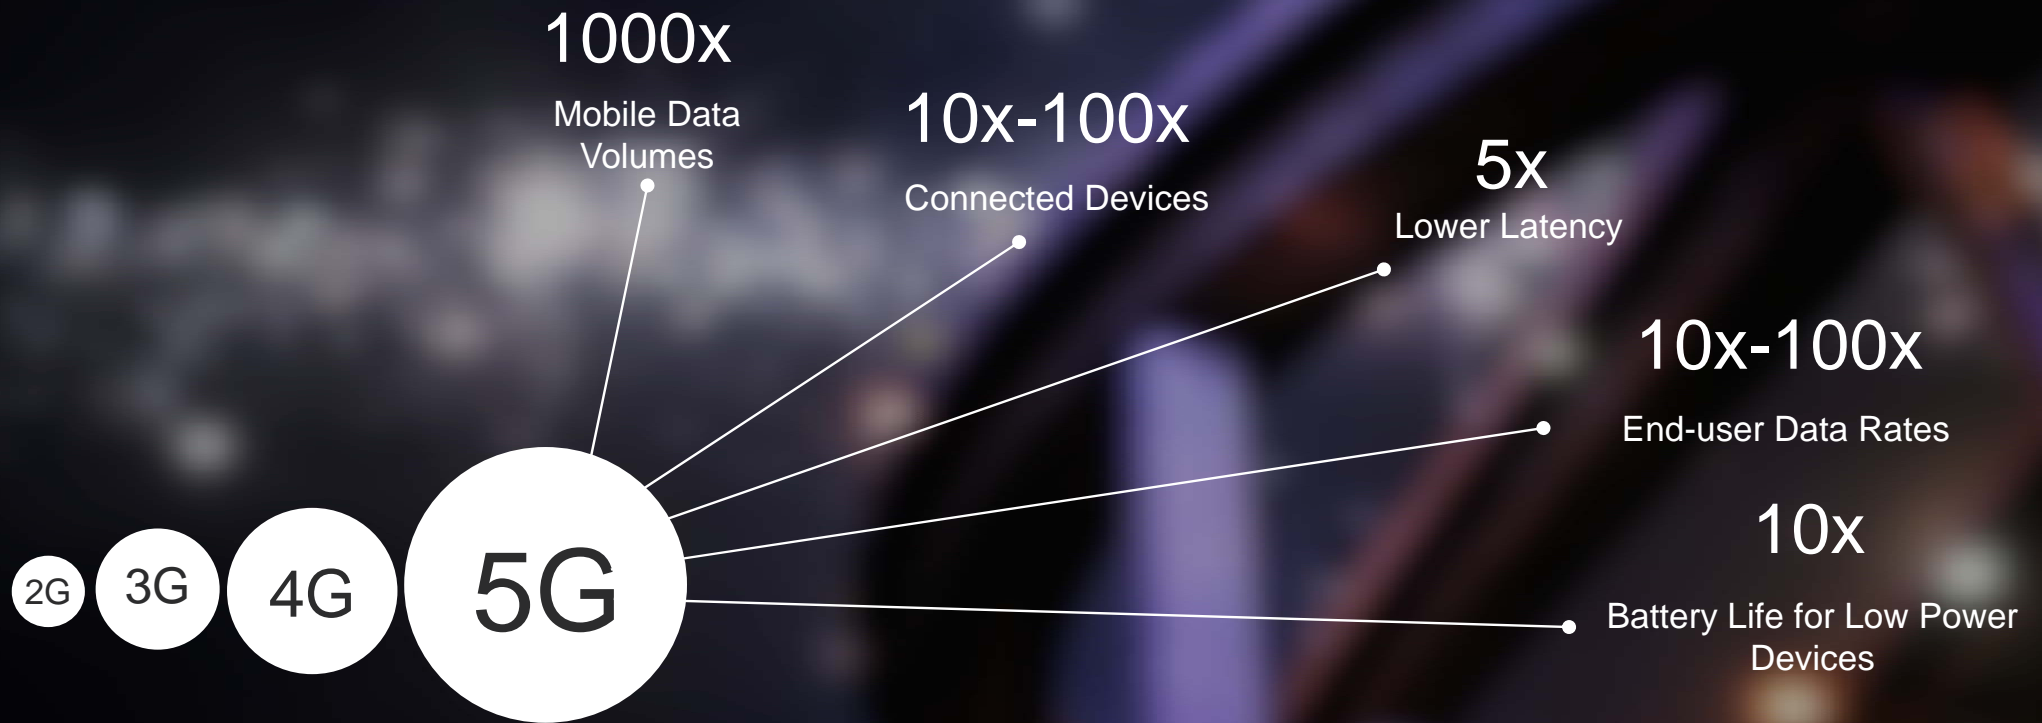 1000x
Mobile Data
Volumes
10x-100x
Connected Devices
5x
Lower Latency
10x-100x
End-user Data Rates
10x
Battery Life for Low Power
Devices
2G
3G
4G
5G